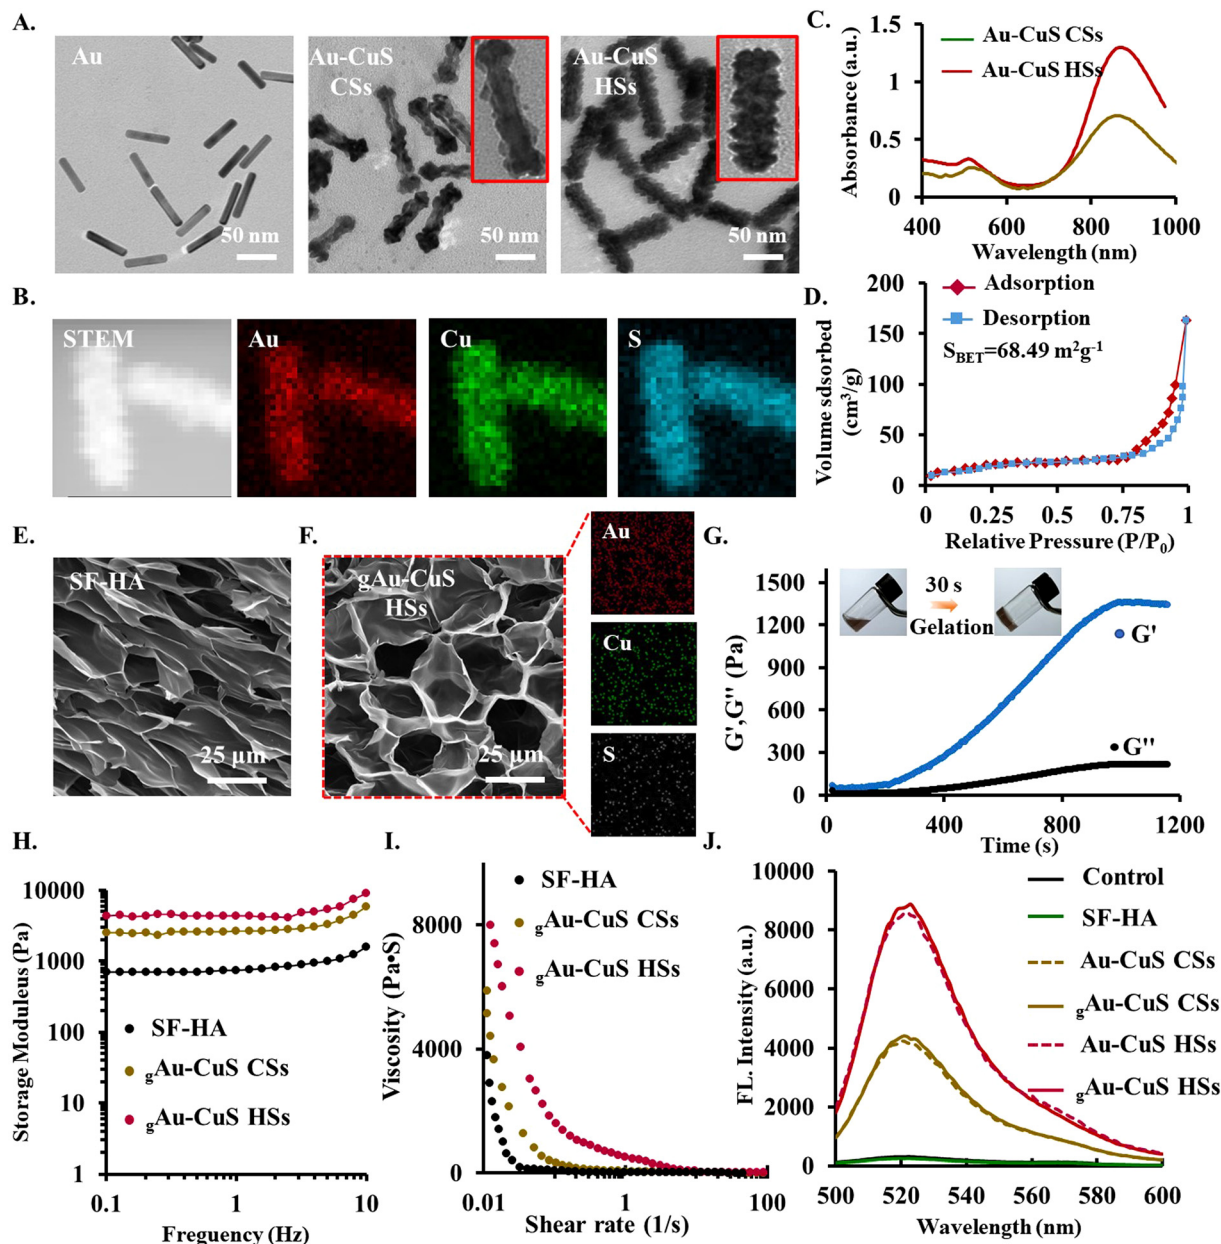 A.
Au
50 nm
Au-CuS
CSs
50 nm
Au-CuS
HSs
50 nm
C.
Absorbance (a.u.)
1.5
1
0.5
0
400
600
800
1000
Wavelength (nm)
Au-CuS CSs
Au-CuS HSs
B.
STEM
Au
Cu
S
D.
Volume sdsorbed
(cm³/g)
200
150
100
50
0
0
0.25
0.5
0.75
1
Relative Pressure (P/P₀)
Adsorption
Desorption
S_BET=68.49 m²g⁻¹
E.
SF-HA
25 µm
F.
gAu-CuS
HSs
25 µm
Au
Cu
S
G.
G',G'' (Pa)
1500
1200
900
600
300
0
0
400
800
1200
Time (s)
30 s
Gelation
G'
G''
H.
Storage Moduleus (Pa)
10000
1000
100
10
1
0.1
1
10
Freguency (Hz)
SF-HA
gAu-CuS CSs
gAu-CuS HSs
I.
Viscosity (Pa•S)
8000
4000
0
0.01
1
100
Shear rate (1/s)
SF-HA
gAu-CuS CSs
gAu-CuS HSs
J.
FL. Intensity (a.u.)
10000
8000
6000
4000
2000
0
500
520
540
560
580
600
Wavelength (nm)
Control
SF-HA
Au-CuS CSs
gAu-CuS CSs
Au-CuS HSs
gAu-CuS HSs